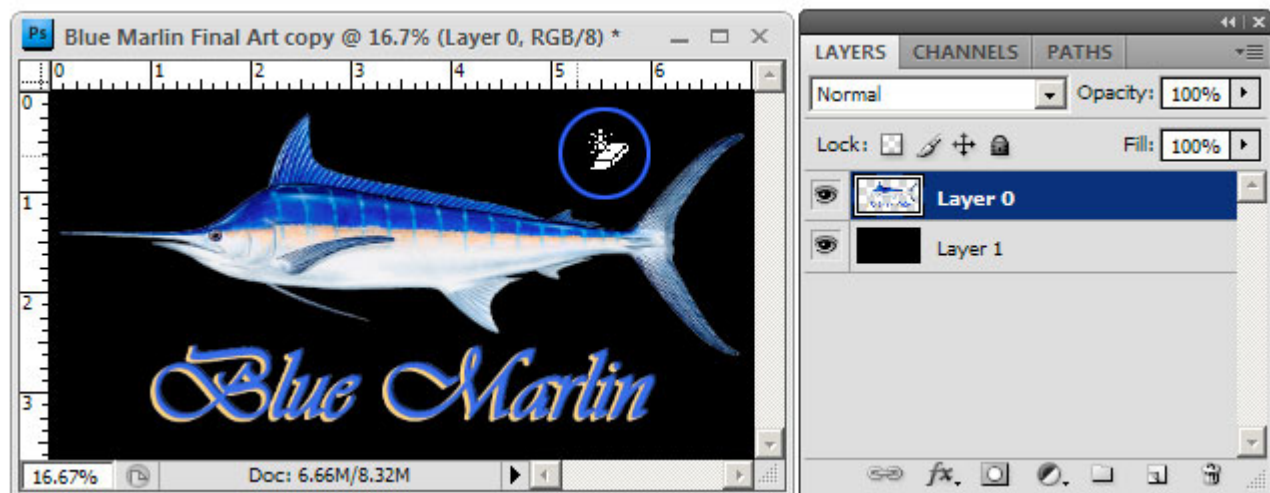 Ps Blue Marlin Final Art copy @ 16.7% (Layer 0, RGB/8) *
0 1 2 3 4 5 6
0
1
2
3
Blue Marlin
16.67% Doc: 6.66M/8.32M
LAYERS CHANNELS PATHS
Normal Opacity: 100%
Lock: Fill: 100%
Layer 0
Layer 1
fx.